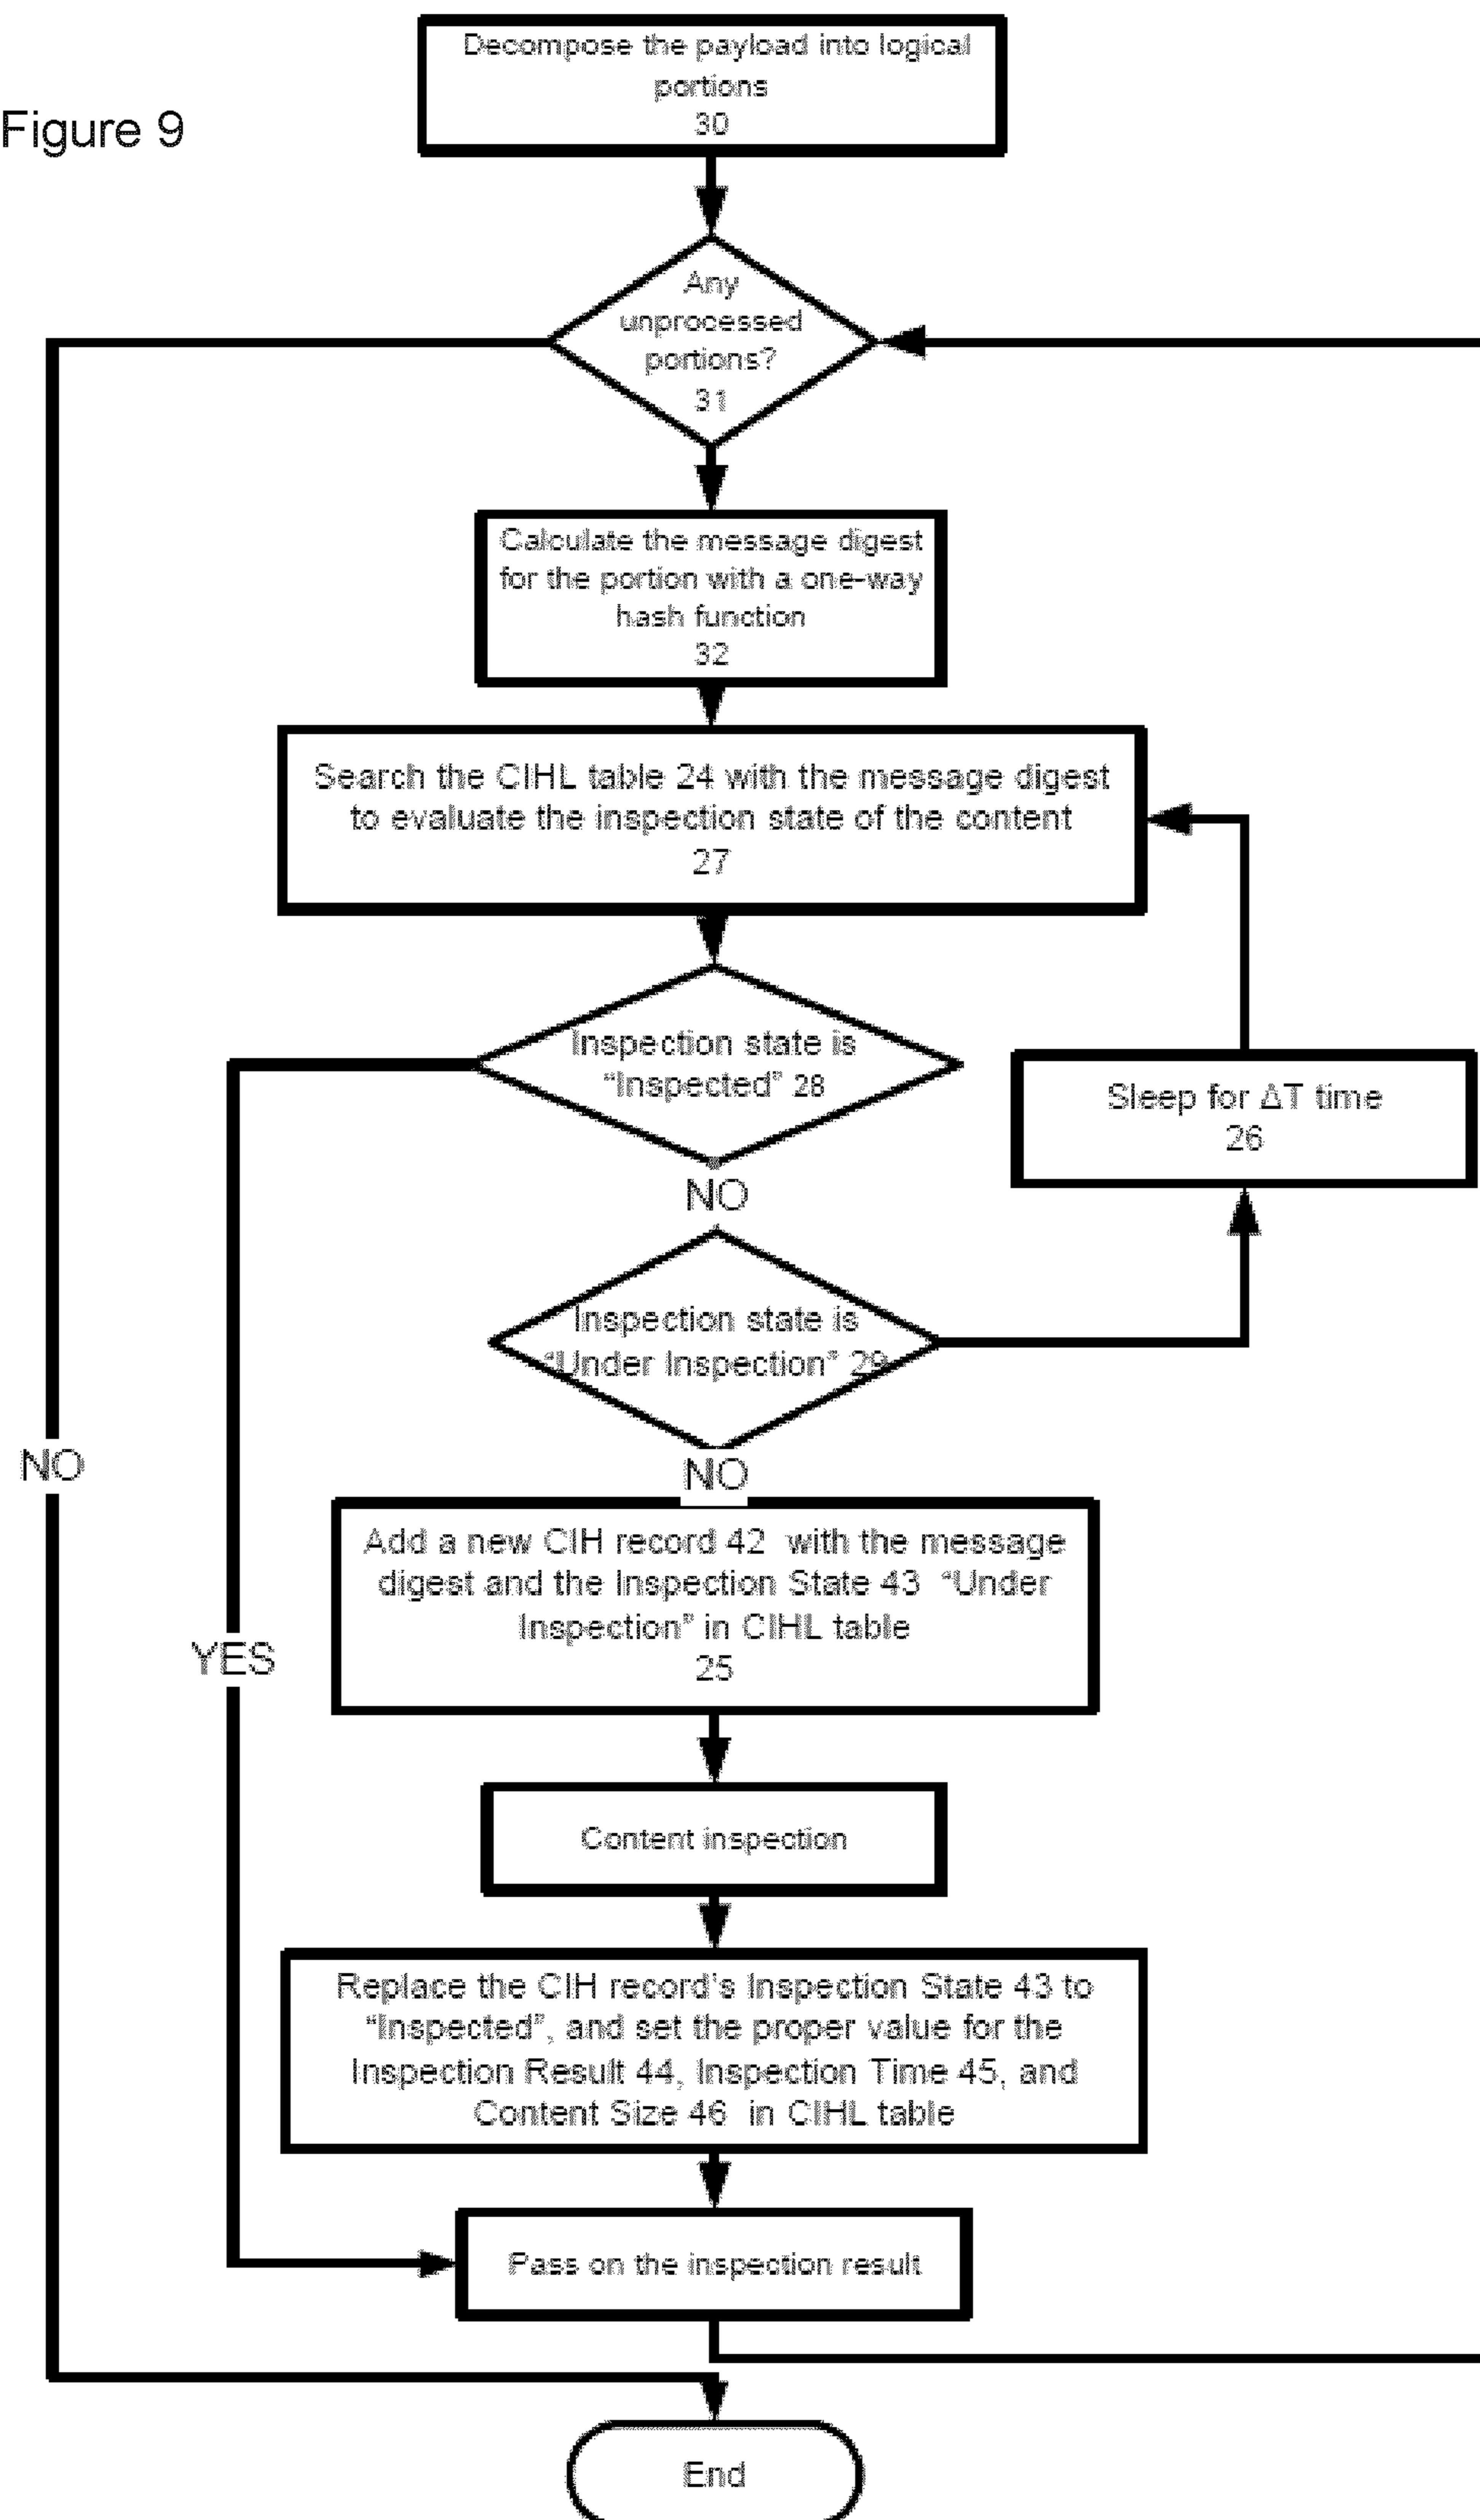 Figure 9
Decompose the payload into logical
portions
30
Any
unprocessed
portions?
31
Calculate the message digest
for the portion with a one-way
hash function
32
Search the CIHL table 24 with the message digest
to evaluate the inspection state of the content
27
Inspection state is
“Inspected” 28
Sleep for ΔT time
26
NO
Inspection state is
“Under Inspection” 29
NO
NO
Add a new CIH record 42 with the message
digest and the Inspection State 43 “Under
Inspection” in CIHL table
25
YES
Content inspection
Replace the CIH record’s Inspection State 43 to
“Inspected”, and set the proper value for the
Inspection Result 44, Inspection Time 45, and
Content Size 46 in CIHL table
Pass on the inspection result
End